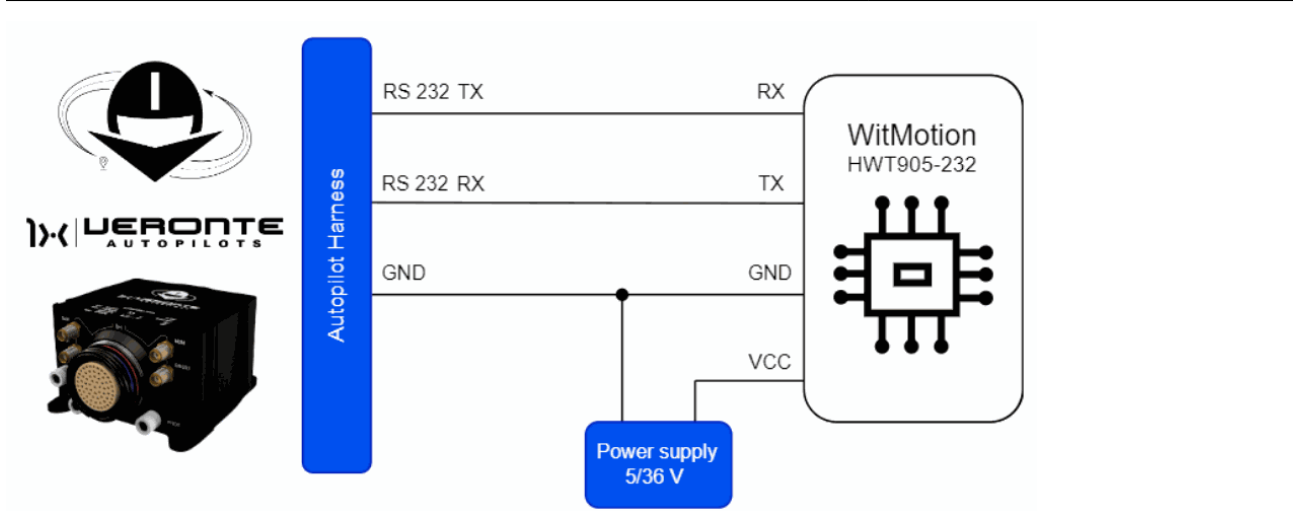 VERONTE
AUTOPILOTS
Autopilot Harness
RS 232 TX
RX
RS 232 RX
TX
GND
GND
VCC
WitMotion
HWT905-232
Power supply
5/36 V